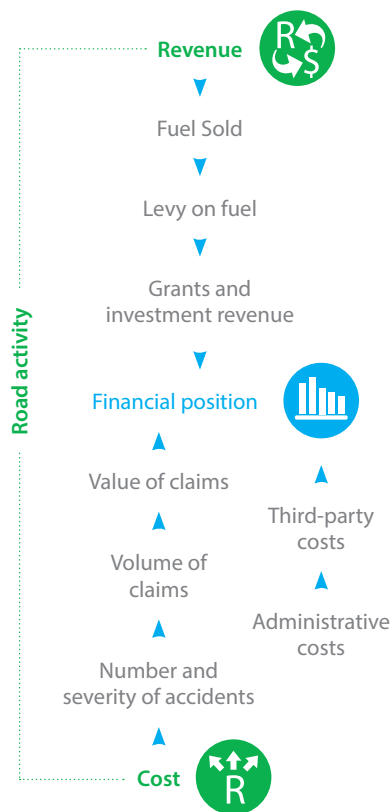 Revenue
R
$
Fuel Sold
Levy on fuel
Grants and
investment revenue
Road activity
Financial position
Value of claims
Third-party
costs
Volume of
claims
Administrative
costs
Number and
severity of accidents
Cost
R